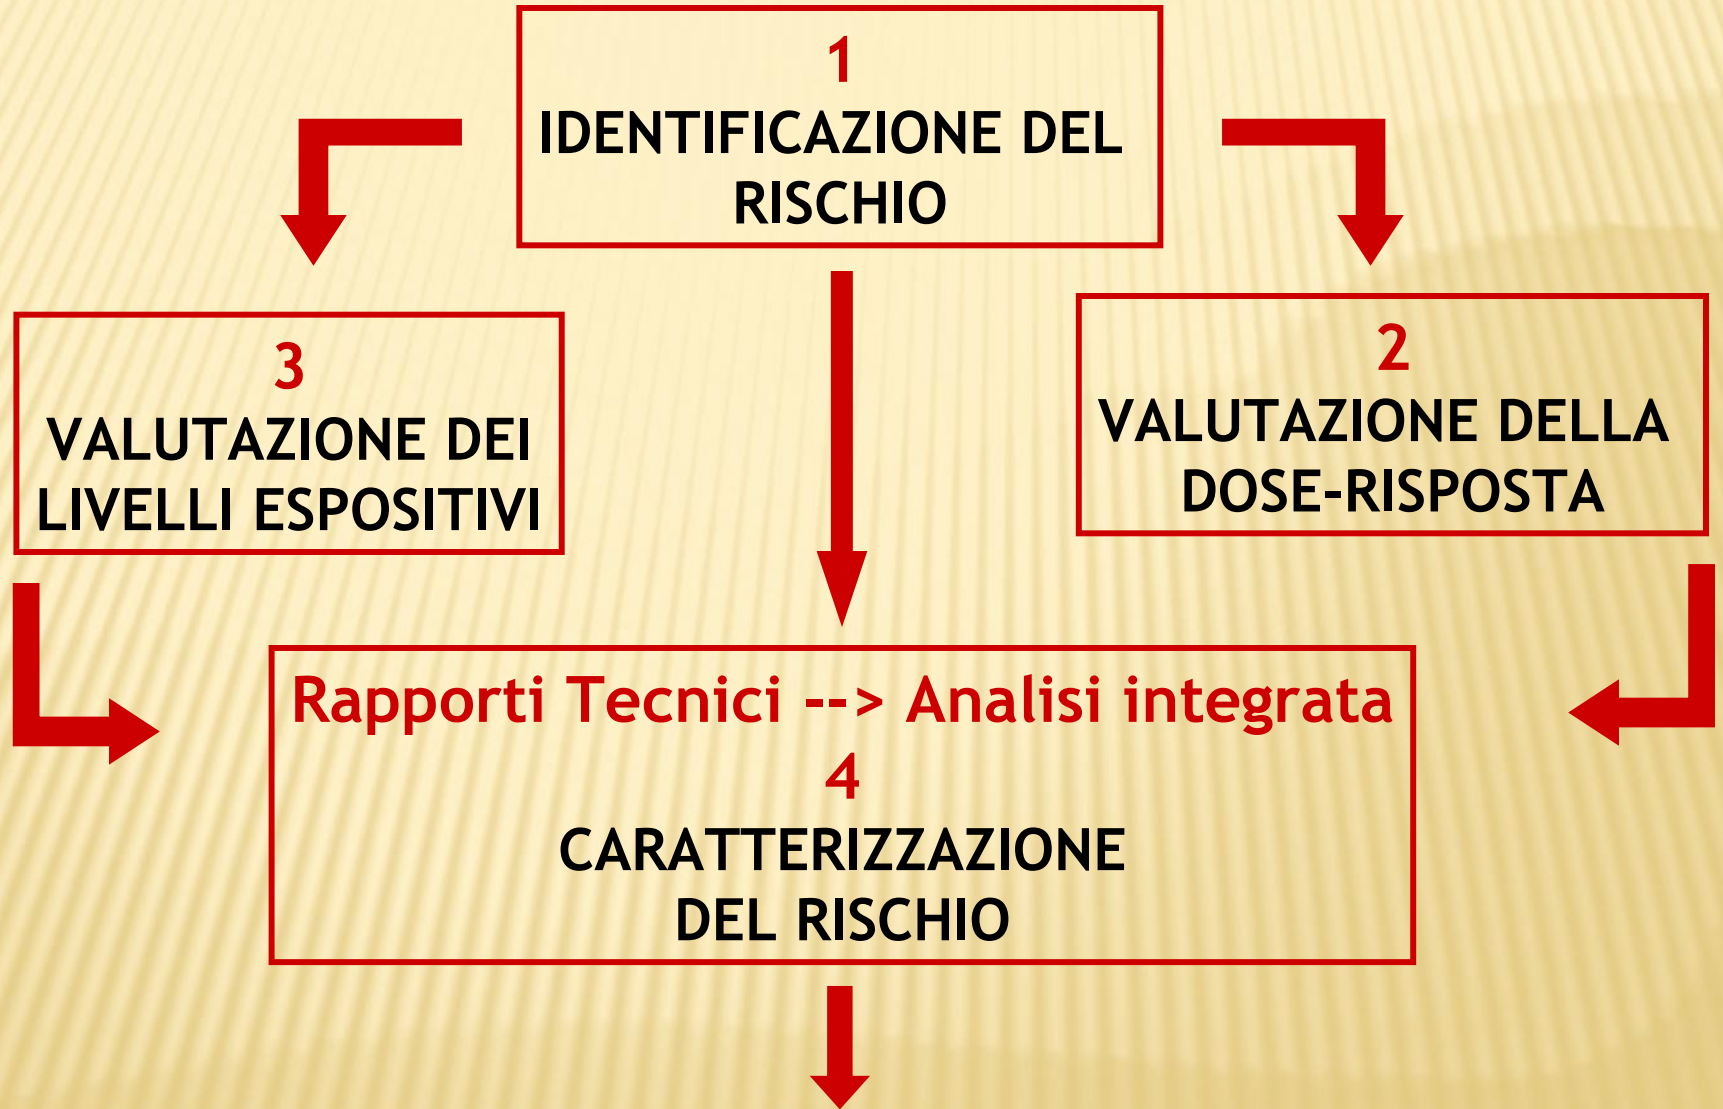 1
IDENTIFICAZIONE DEL
RISCHIO
3
VALUTAZIONE DEI
LIVELLI ESPOSITIVI
2
VALUTAZIONE DELLA
DOSE-RISPOSTA
Rapporti Tecnici --> Analisi integrata
4
CARATTERIZZAZIONE
DEL RISCHIO